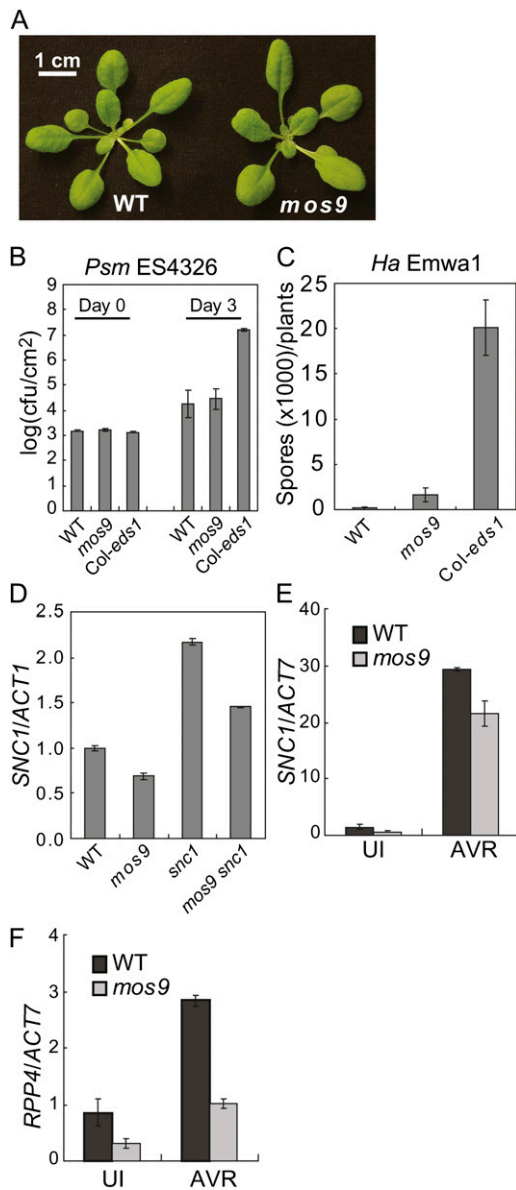 A
1 cm
WT
mos9
B
Psm ES4326
Day 0
Day 3
log(cfu/cm²)
9
8
7
6
5
4
3
2
1
0
WT
mos9
Col-eds1
WT
mos9
Col-eds1
C
Ha Emwa1
Spores (x1000)/plants
25
20
15
10
5
0
WT
mos9
Col-eds1
D
SNC1/ACT1
2.5
2.0
1.5
1.0
0.5
0.0
WT
mos9
snc1
mos9 snc1
E
SNC1/ACT7
40
30
20
10
0
WT
mos9
UI
AVR
F
RPP4/ACT7
4
3
2
1
0
WT
mos9
UI
AVR